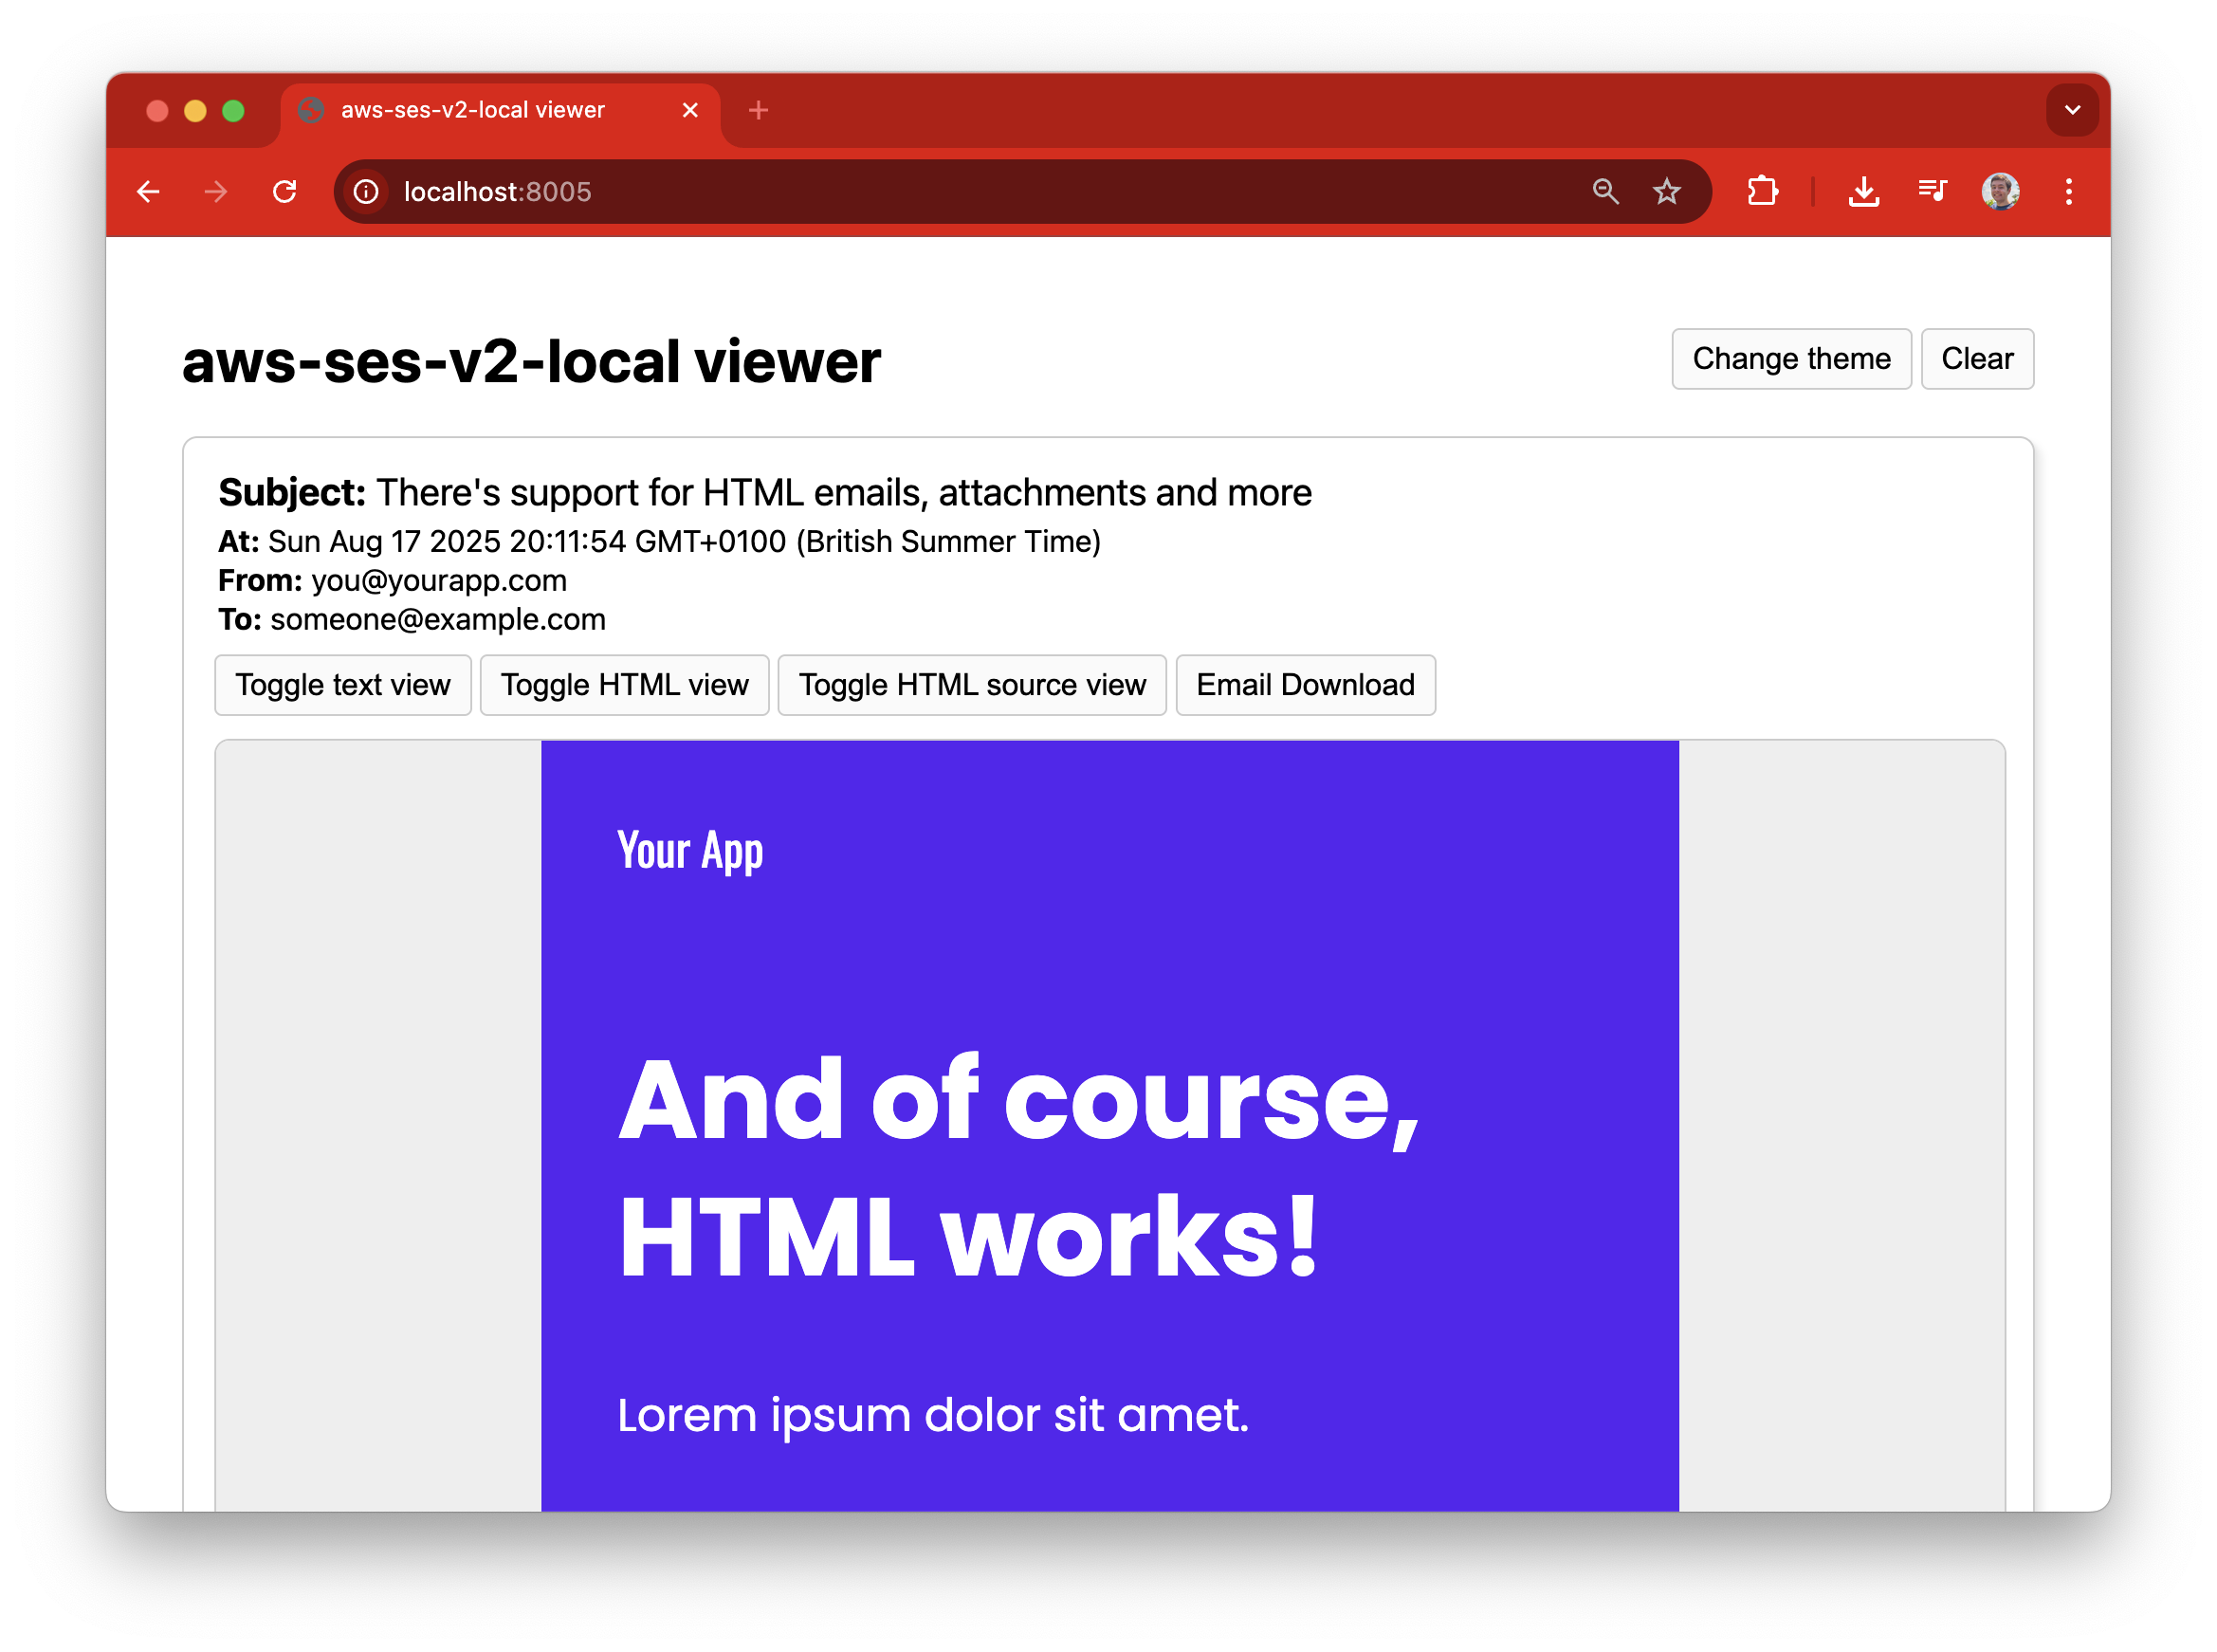 aws-ses-v2-local viewer
localhost:8005
aws-ses-v2-local viewer
Change theme
Clear
Subject: There's support for HTML emails, attachments and more
At: Sun Aug 17 2025 20:11:54 GMT+0100 (British Summer Time)
From: you@yourapp.com
To: someone@example.com
Toggle text view
Toggle HTML view
Toggle HTML source view
Email Download
Your App
And of course,
HTML works!
Lorem ipsum dolor sit amet.